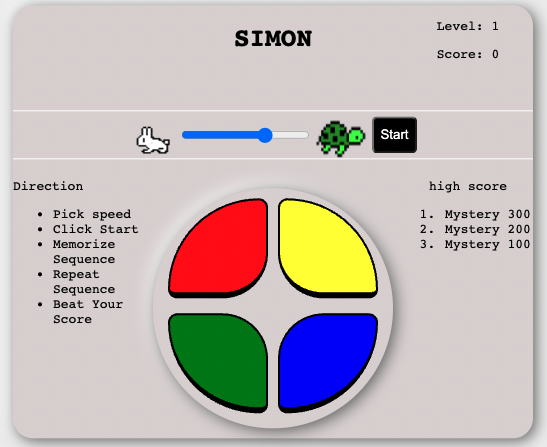 SIMON
Level: 1
Score: 0
Start
Direction
• Pick speed
• Click Start
• Memorize
Sequence
• Repeat
Sequence
• Beat Your
Score
high score
1. Mystery 300
2. Mystery 200
3. Mystery 100